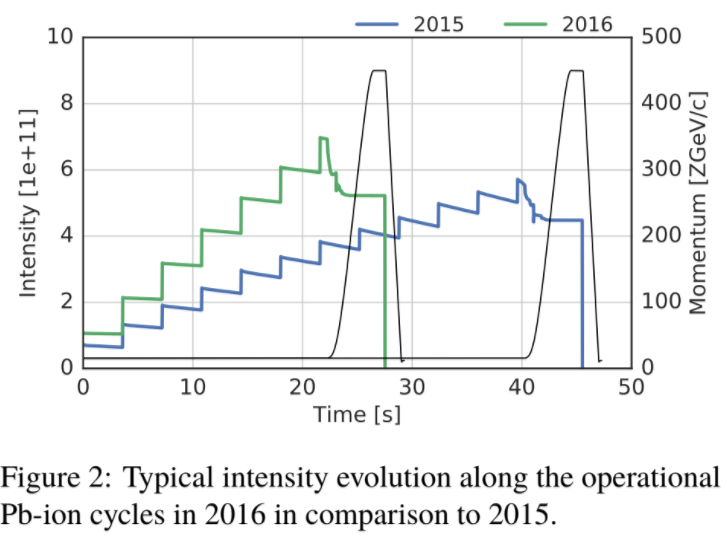 2015 2016
10 500
8 400
6 300
4 200
2 100
0 0
Intensity [1e+11]
Momentum [ZGeV/c]
0 10 20 30 40 50
Time [s]
Figure 2: Typical intensity evolution along the operational
Pb-ion cycles in 2016 in comparison to 2015.